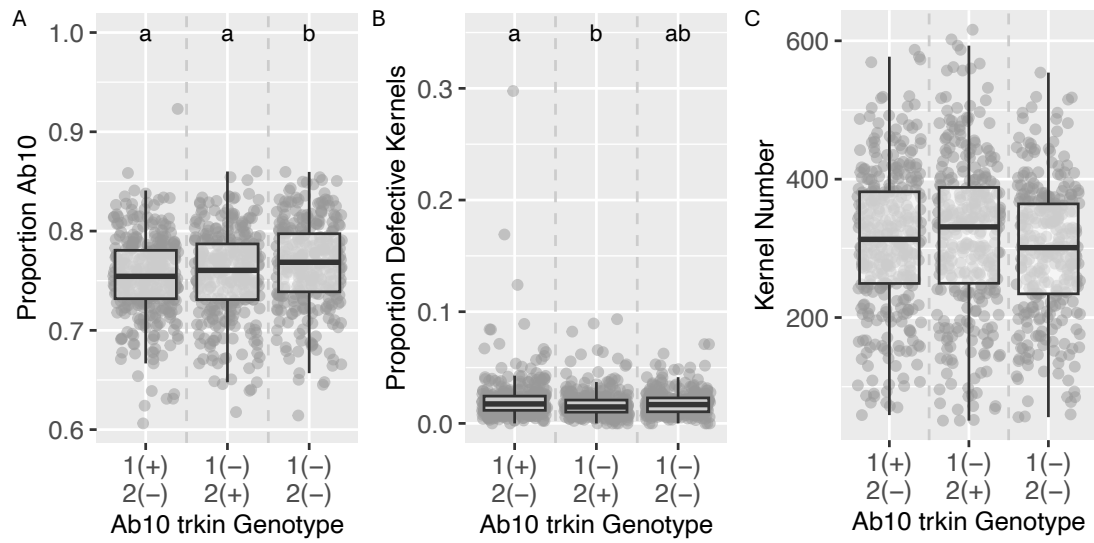 A
Proportion Ab10
1.0
0.9
0.8
0.7
0.6
a a b
1(+) 1(−) 1(−)
2(−) 2(+) 2(−)
Ab10 trkin Genotype
B
Proportion Defective Kernels
0.3
0.2
0.1
0.0
a b ab
1(+) 1(−) 1(−)
2(−) 2(+) 2(−)
Ab10 trkin Genotype
C
Kernel Number
600
400
200
1(+) 1(−) 1(−)
2(−) 2(+) 2(−)
Ab10 trkin Genotype